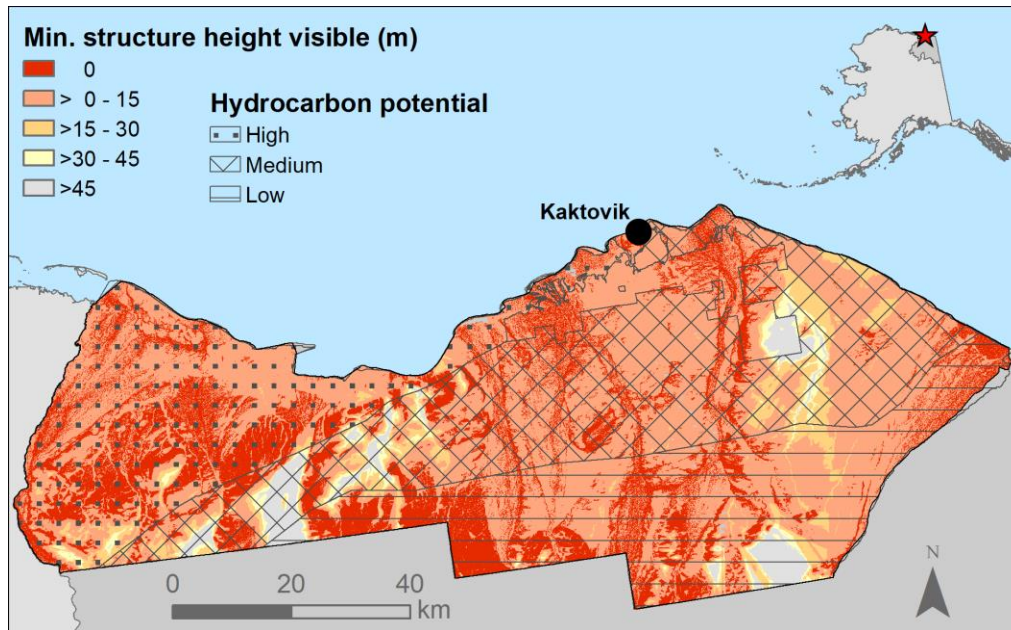 Min. structure height visible (m)
0
> 0 - 15
>15 - 30
>30 - 45
>45
Hydrocarbon potential
High
Medium
Low
Kaktovik
0 20 40
km
N